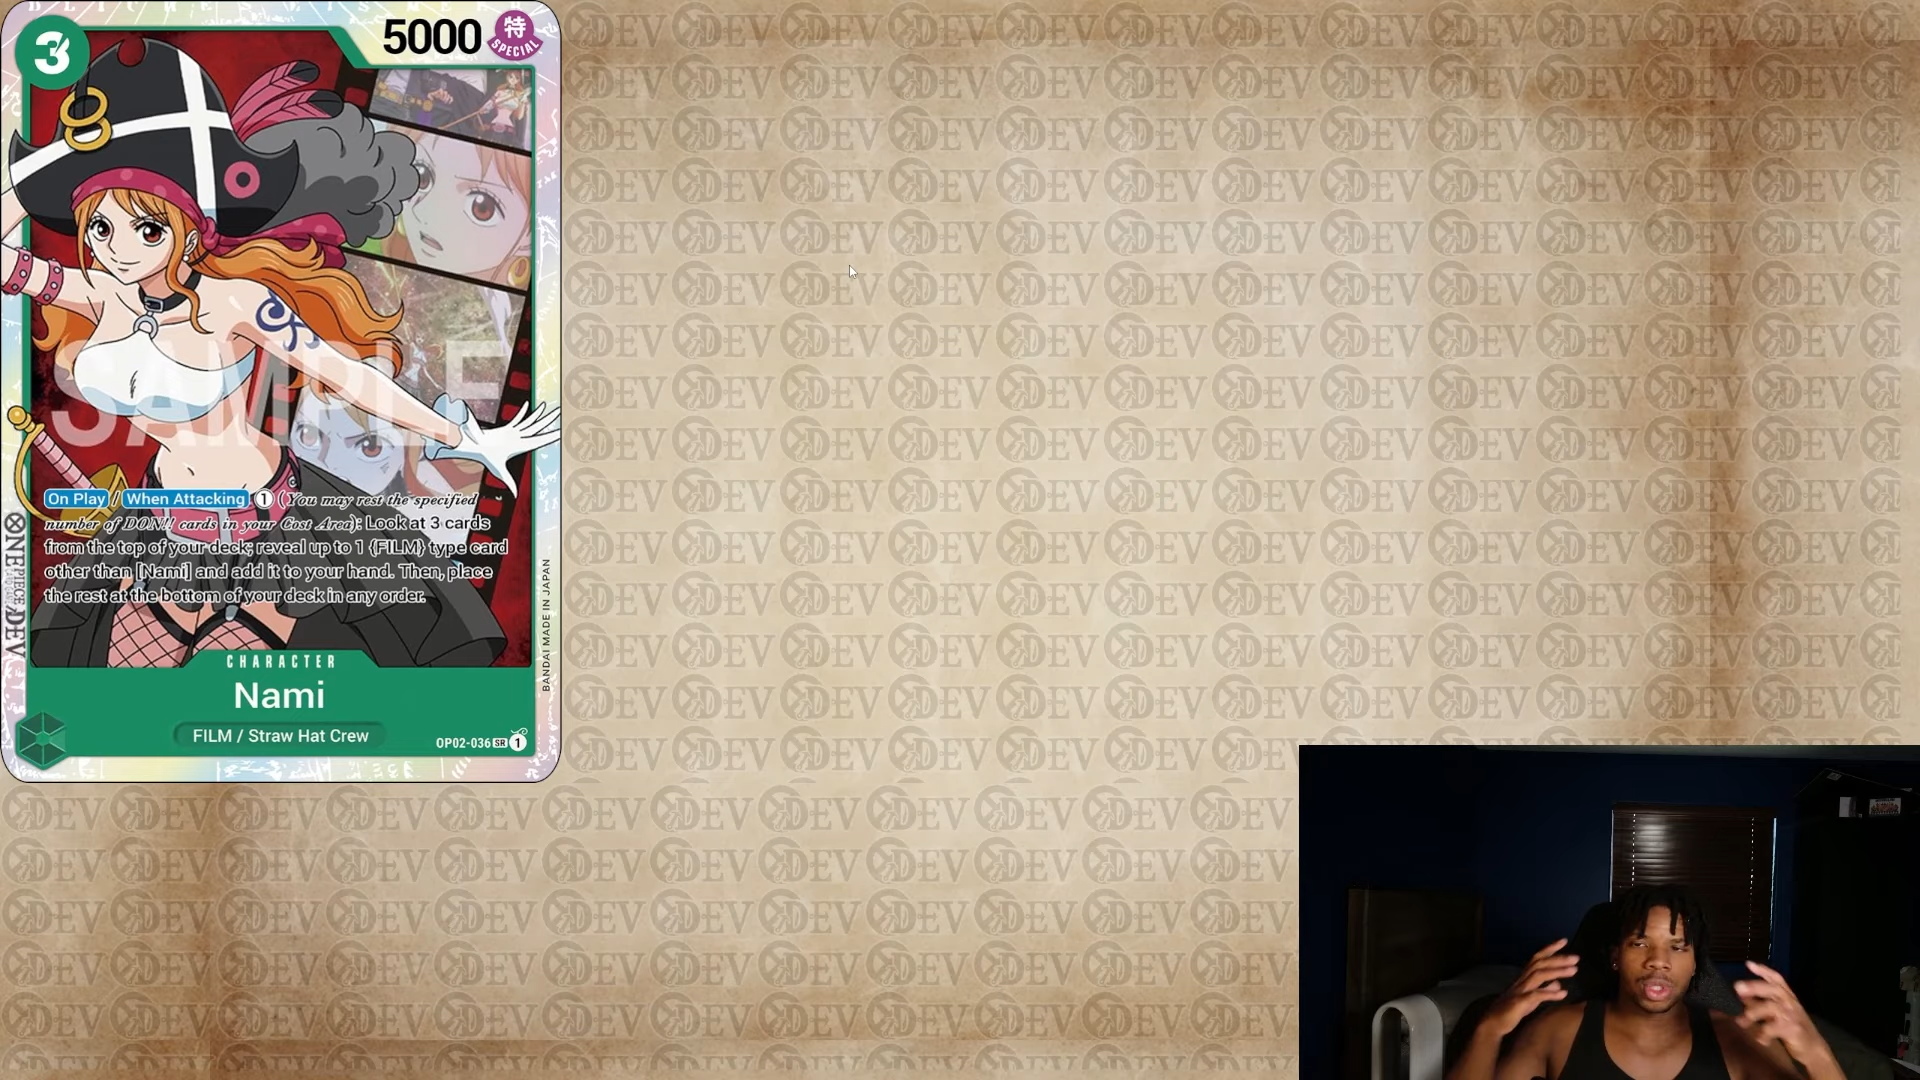 3
5000
特
SPECIAL
SAMPLE
On Play / When Attacking ① (You may rest the specified
number of DON!! cards in your Cost Area): Look at 3 cards
from the top of your deck; reveal up to 1 {FILM} type card
other than [Nami] and add it to your hand. Then, place
the rest at the bottom of your deck in any order.
CHARACTER
Nami
FILM / Straw Hat Crew
OP02-036 SR 1
BANDAI MADE IN JAPAN
DEV